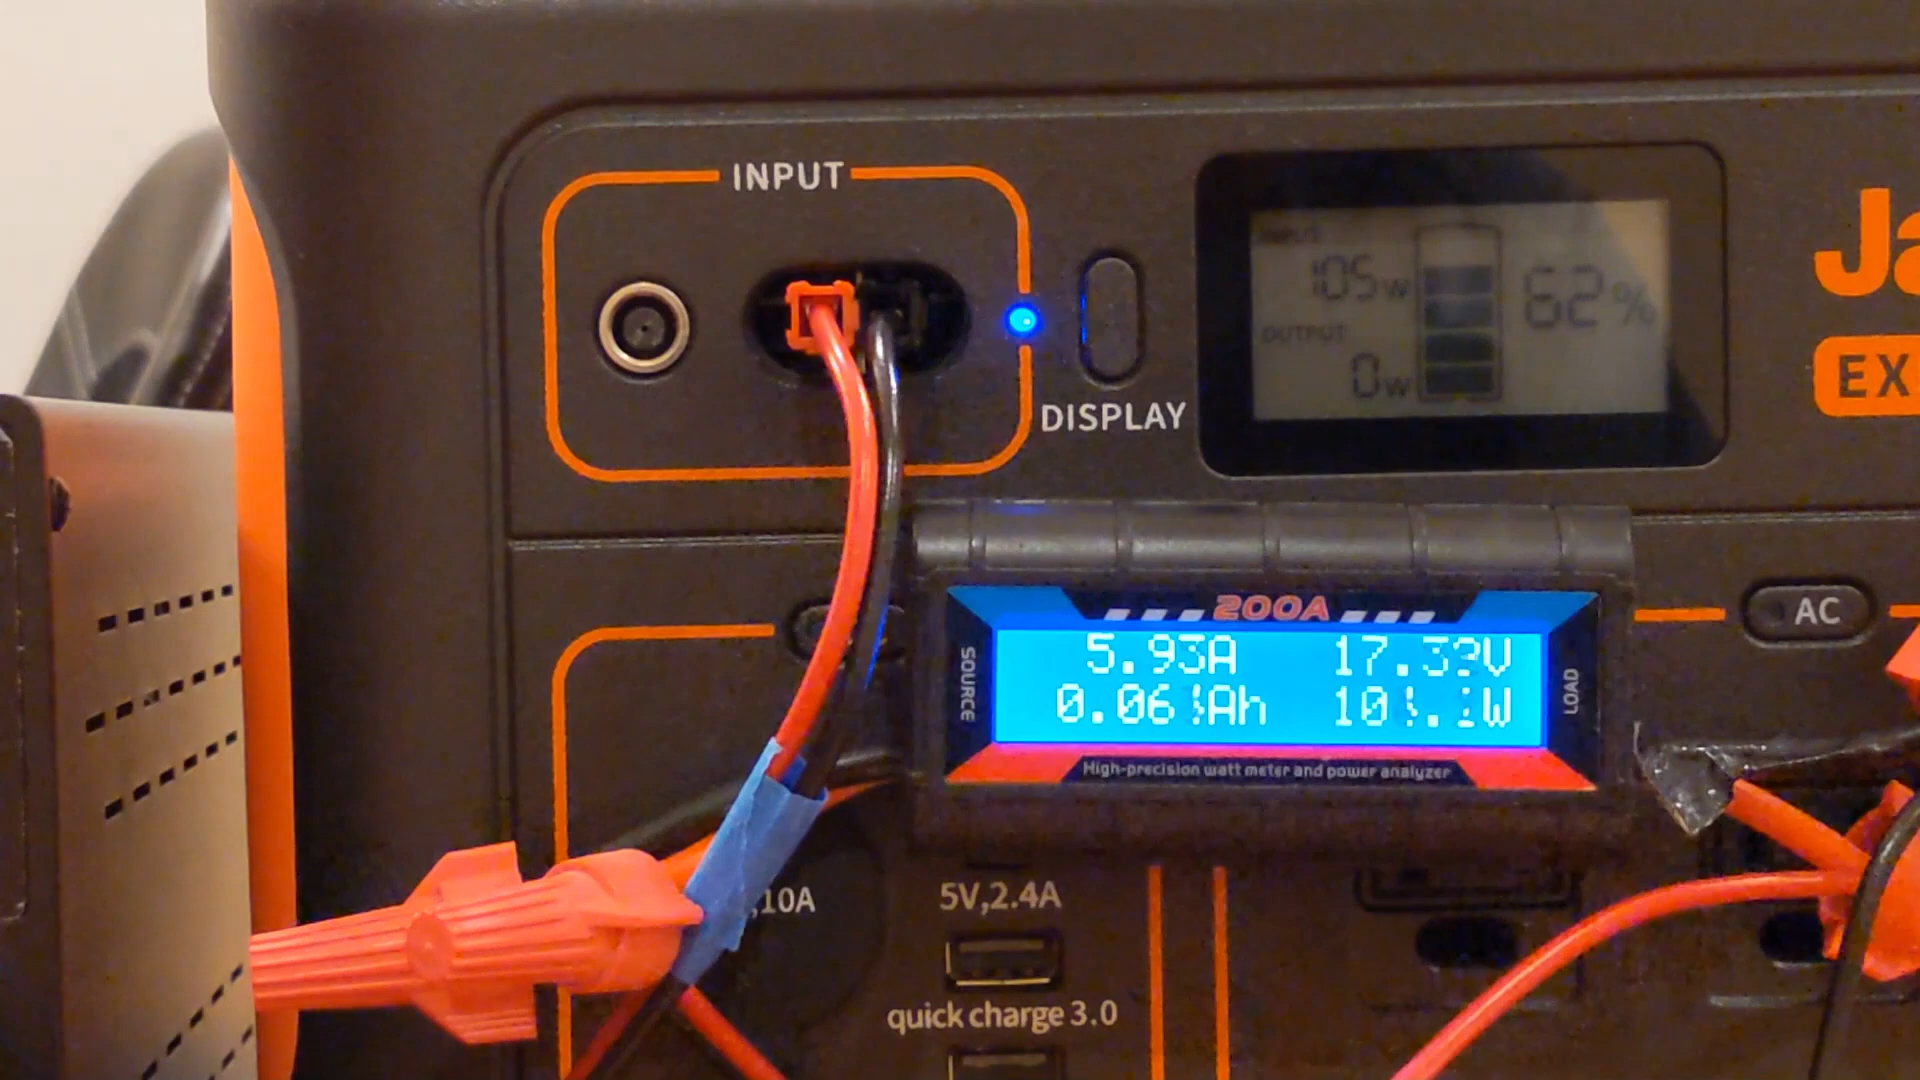 INPUT
DISPLAY
INPUT
105W
62%
OUTPUT
0W
Ja
EX
AC
200A
SOURCE
5.93A
LOAD
High-precision watt meter and power analyzer
,10A
5V,2.4A
quick charge 3.0